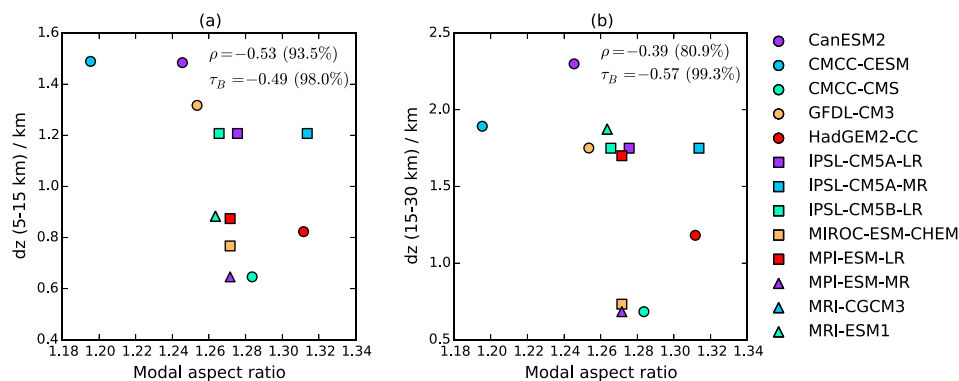 (a)
ρ=−0.53 (93.5%)
τ_B=−0.49 (98.0%)
dz (5-15 km) / km
1.6
1.4
1.2
1.0
0.8
0.6
0.4
1.18 1.20 1.22 1.24 1.26 1.28 1.30 1.32 1.34
Modal aspect ratio
(b)
ρ=−0.39 (80.9%)
τ_B=−0.57 (99.3%)
dz (15-30 km) / km
2.5
2.0
1.5
1.0
0.5
1.18 1.20 1.22 1.24 1.26 1.28 1.30 1.32 1.34
Modal aspect ratio
CanESM2
CMCC-CESM
CMCC-CMS
GFDL-CM3
HadGEM2-CC
IPSL-CM5A-LR
IPSL-CM5A-MR
IPSL-CM5B-LR
MIROC-ESM-CHEM
MPI-ESM-LR
MPI-ESM-MR
MRI-CGCM3
MRI-ESM1